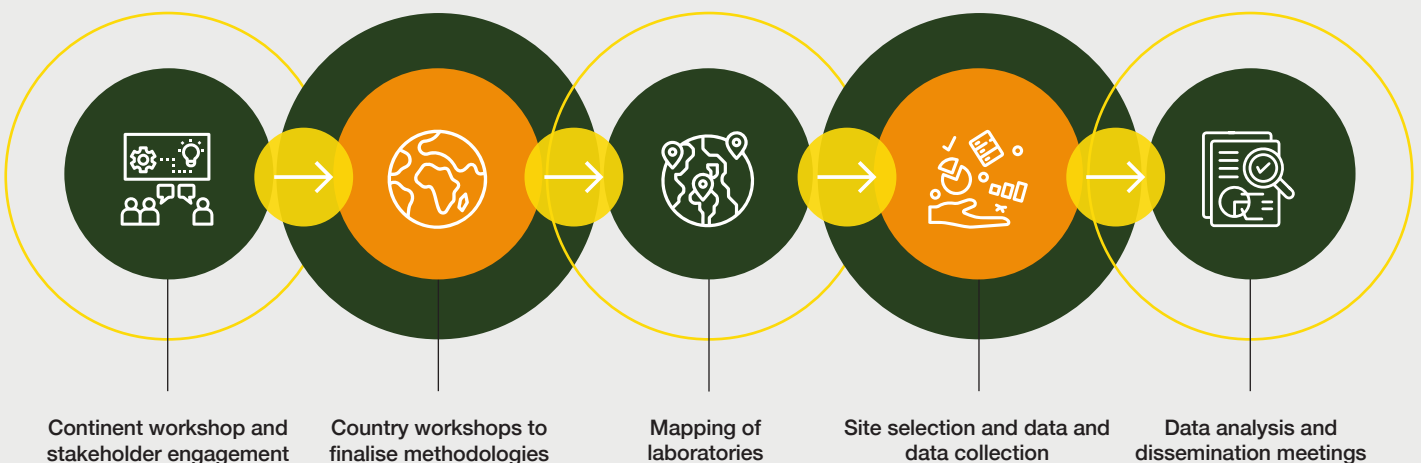 Continent workshop and
stakeholder engagement
Country workshops to
finalise methodologies
Mapping of
laboratories
Site selection and data and
data collection
Data analysis and
dissemination meetings